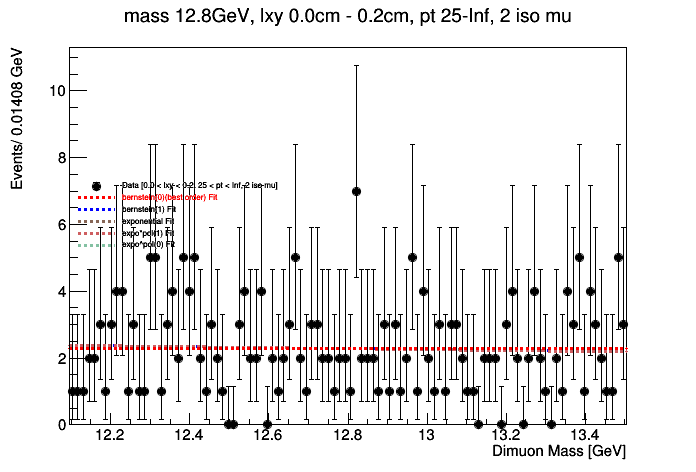 mass 12.8GeV, lxy 0.0cm - 0.2cm, pt 25-Inf, 2 iso mu
Events/ 0.01408 GeV
10
8
6
4
2
0
Data [0.0 < lxy < 0.2, 25 < pt < Inf, 2 iso mu]
bernstein[0](best order) Fit
bernstein[1] Fit
exponential Fit
expo*pol(1) Fit
expo*pol(0) Fit
12.2 12.4 12.6 12.8 13 13.2 13.4
Dimuon Mass [GeV]